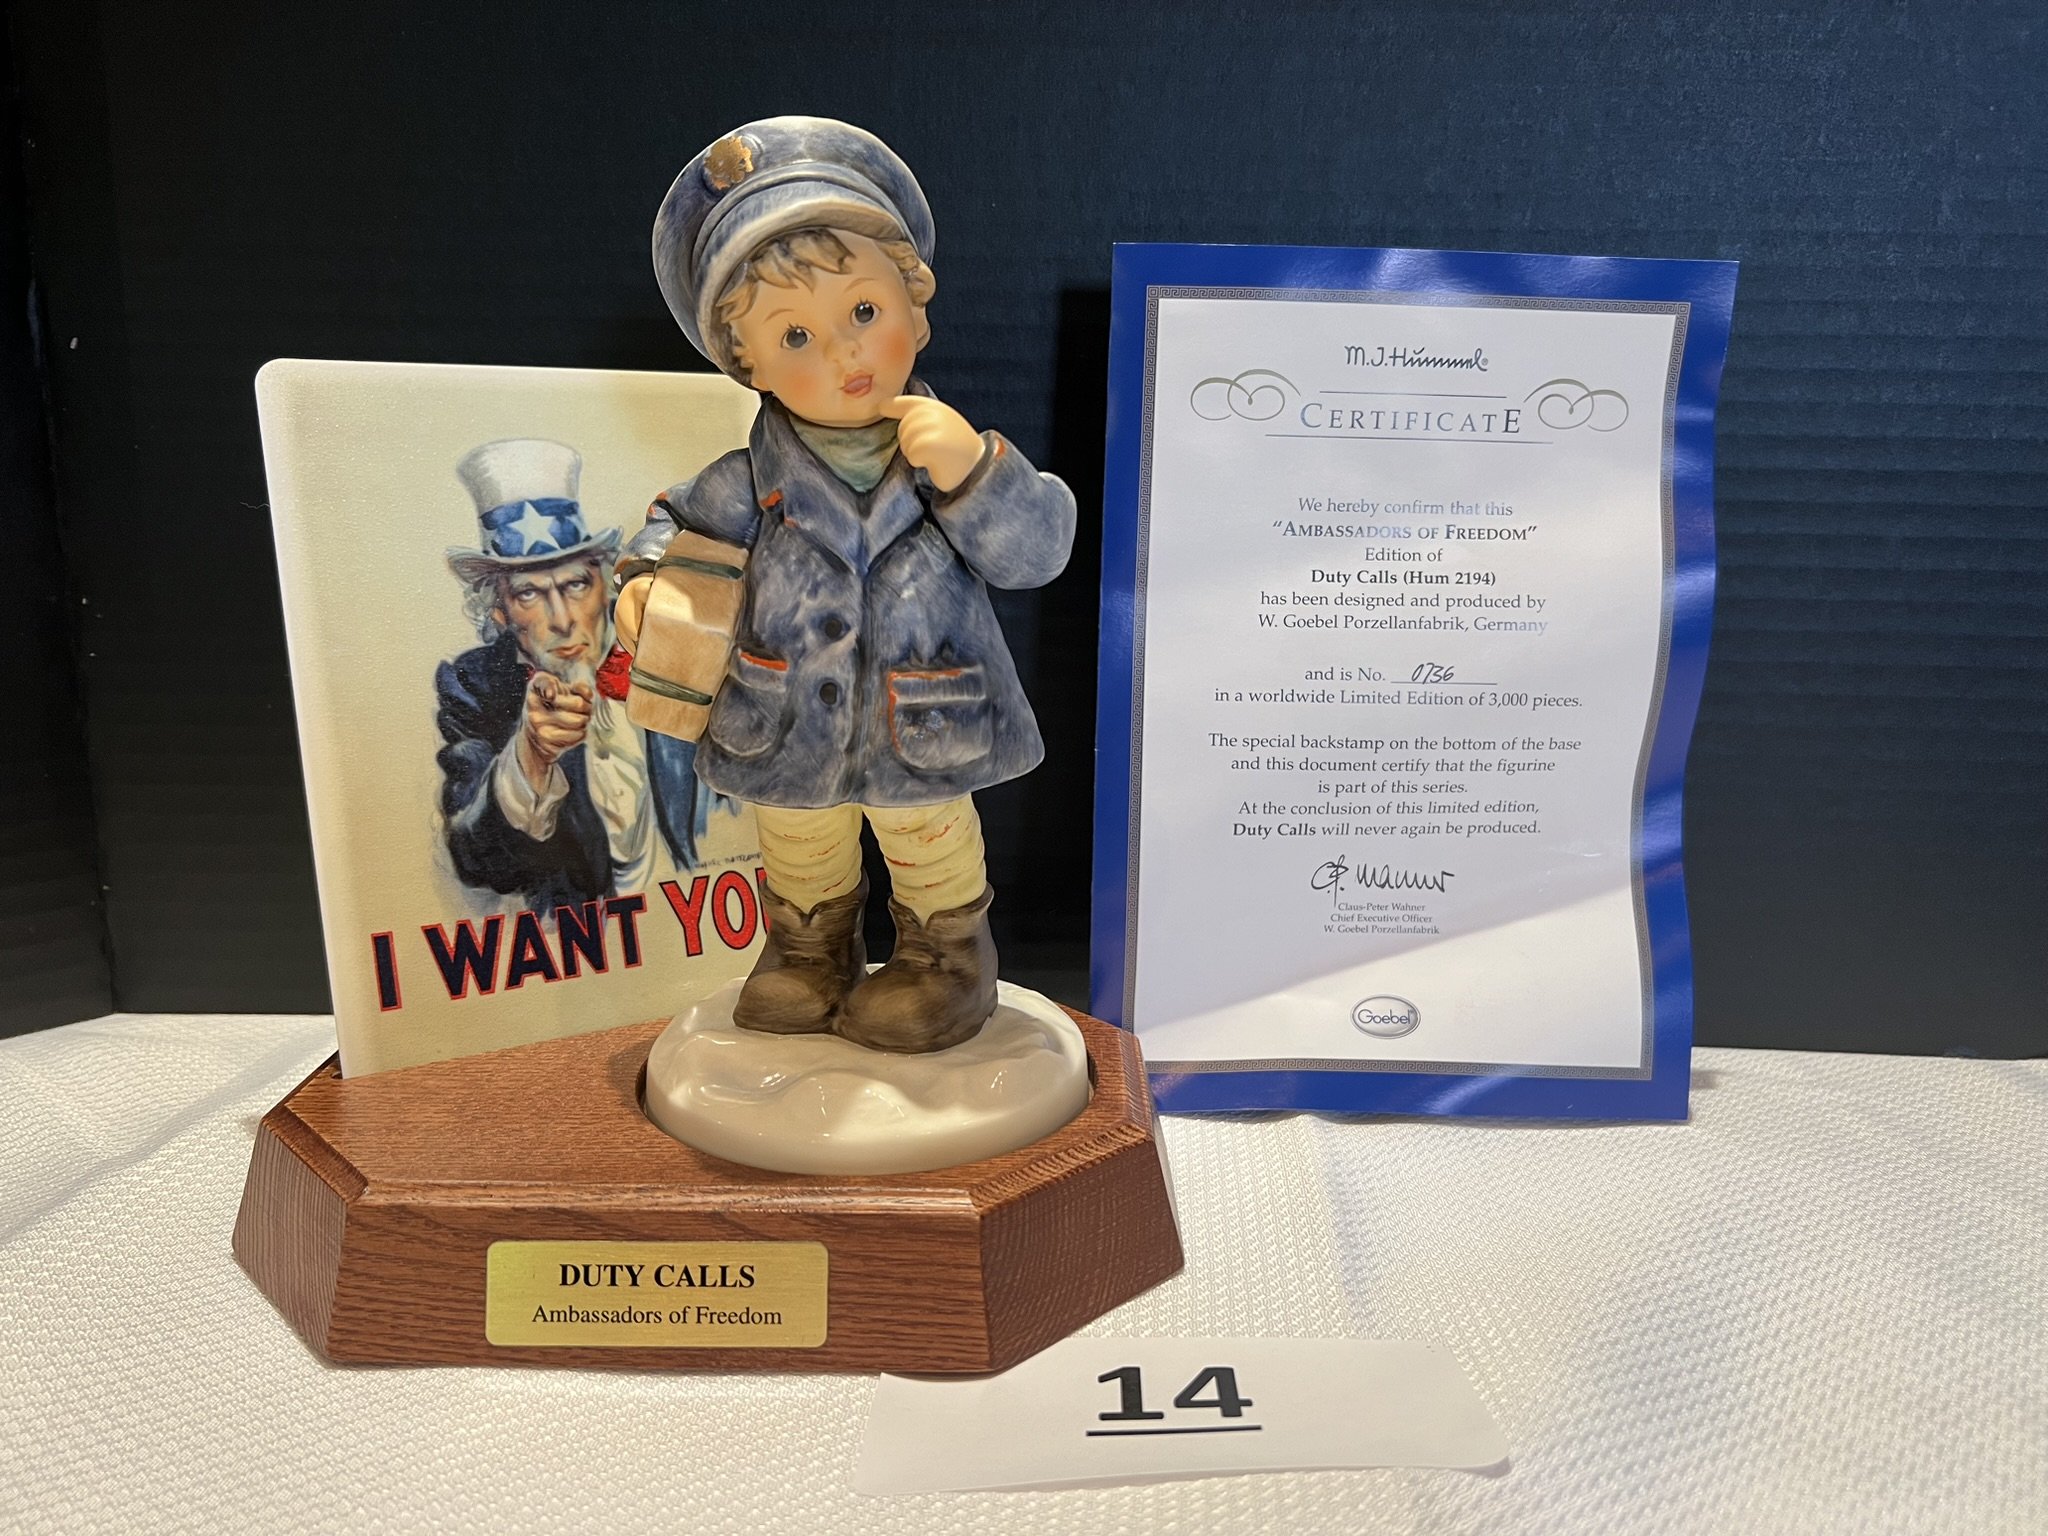 I WANT YOU
DUTY CALLS
Ambassadors of Freedom
M.J.Hummel®
CERTIFICATE
We hereby confirm that this
"AMBASSADORS OF FREEDOM"
Edition of
Duty Calls (Hum 2194)
has been designed and produced by
W. Goebel Porzellanfabrik, Germany
and is No. 0736
in a worldwide Limited Edition of 3,000 pieces.
The special backstamp on the bottom of the base
and this document certify that the figurine
is part of this series.
At the conclusion of this limited edition,
Duty Calls will never again be produced.
Claus-Peter Wahner
Chief Executive Officer
W. Goebel Porzellanfabrik
Goebel
14